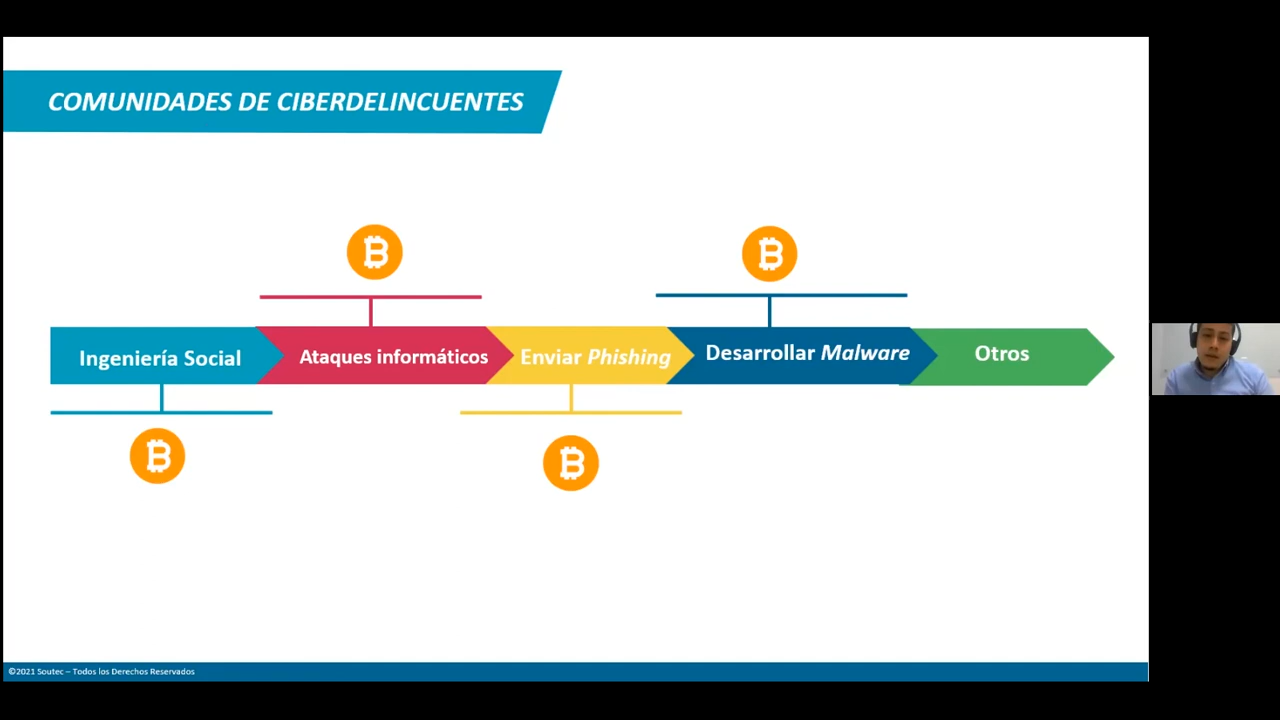 COMUNIDADES DE CIBERDELINCUENTES
Ingeniería Social
Ataques informáticos
Enviar Phishing
Desarrollar Malware
Otros
©2021 Soutec – Todos los Derechos Reservados